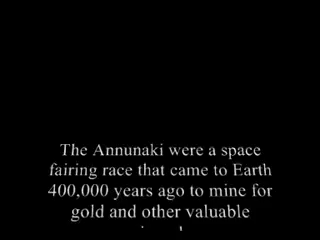 The Annunaki were a space
fairing race that came to Earth
400,000 years ago to mine for
gold and other valuable